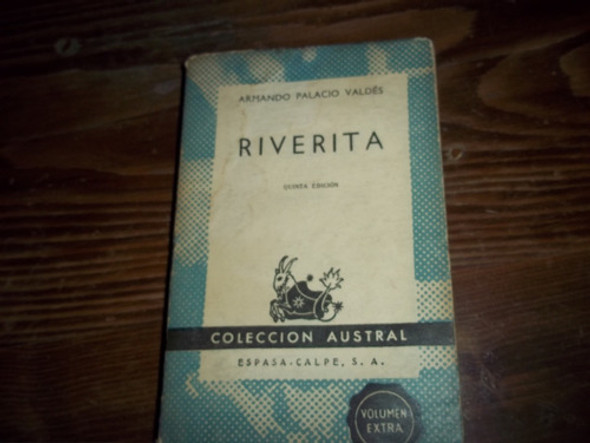 ARMANDO PALACIO VALDÉS
RIVERITA
QUINTA EDICIÓN
COLECCION AUSTRAL
ESPASA-CALPE, S. A.
VOLUMEN
EXTRA